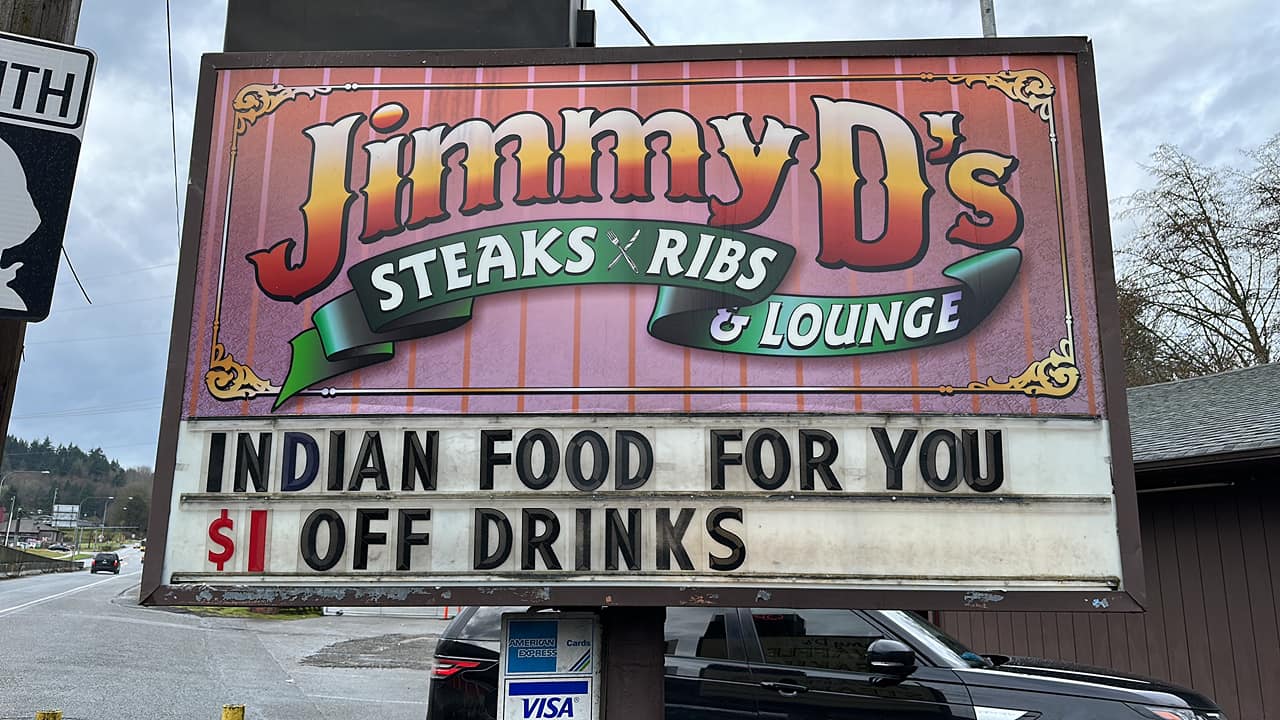 TH
Jimmy D's
STEAKS RIBS
& LOUNGE
INDIAN FOOD FOR YOU
$1 OFF DRINKS
AMERICAN
EXPRESS
Cards
VISA